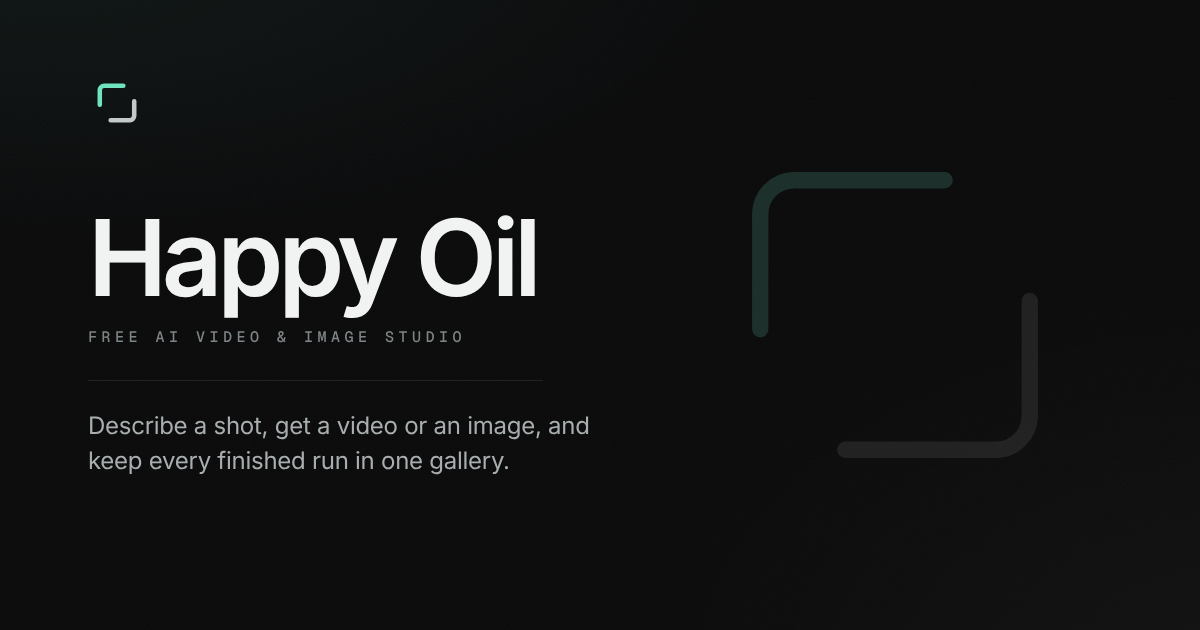 Happy Oil
FREE AI VIDEO & IMAGE STUDIO
Describe a shot, get a video or an image, and
keep every finished run in one gallery.